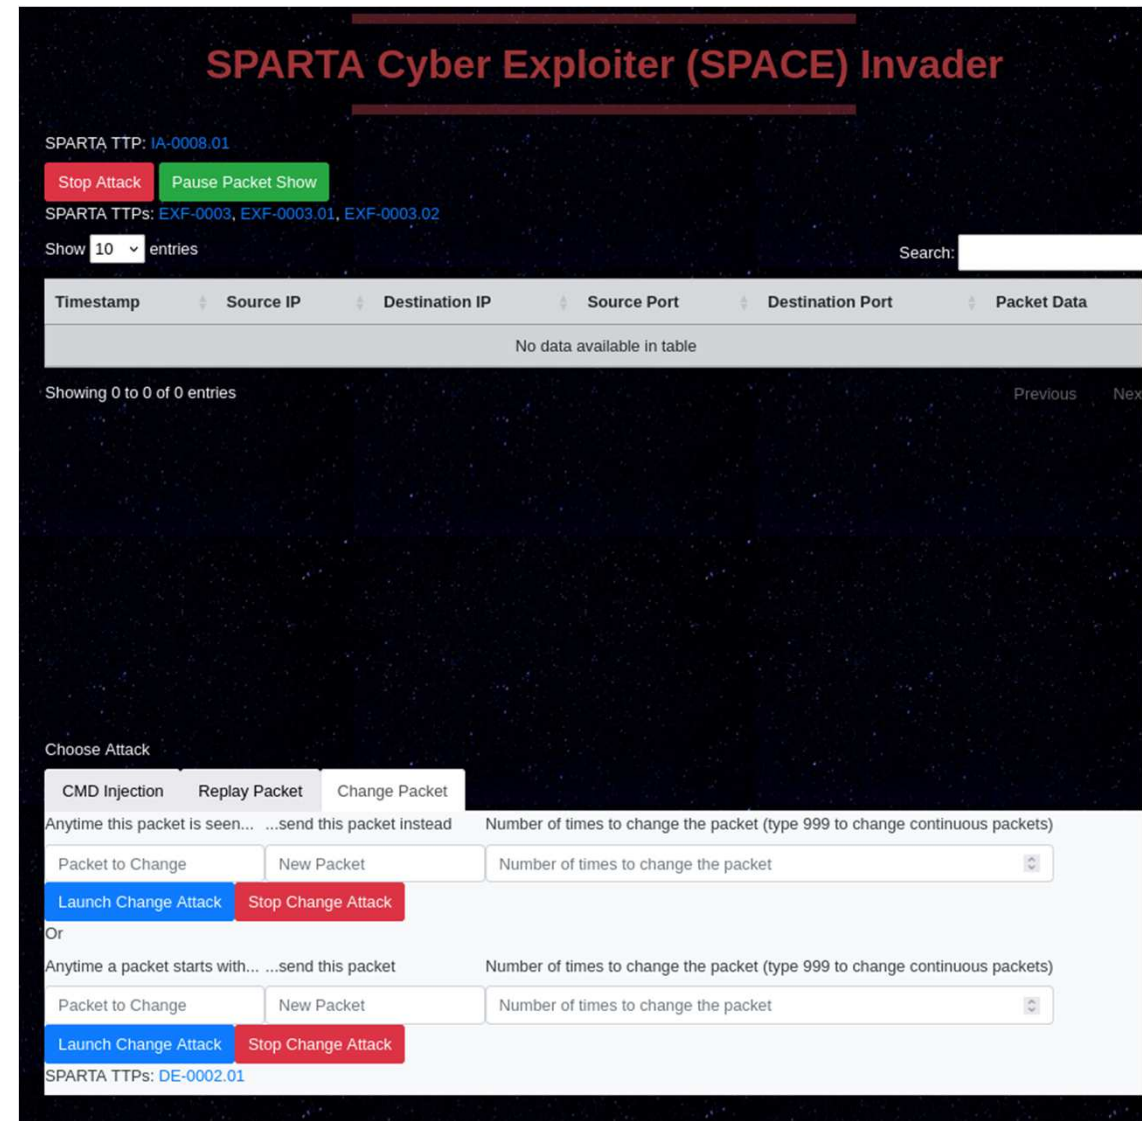 SPARTA Cyber Exploiter (SPACE) Invader
SPARTA TTP: IA-0008.01
Stop Attack Pause Packet Show
SPARTA TTPs: EXF-0003, EXF-0003.01, EXF-0003.02
Show 10 entries Search:
Timestamp Source IP Destination IP Source Port Destination Port Packet Data
No data available in table
Showing 0 to 0 of 0 entries Previous Nex
Choose Attack
CMD Injection Replay Packet Change Packet
Anytime this packet is seen... ...send this packet instead Number of times to change the packet (type 999 to change continuous packets)
Packet to Change New Packet Number of times to change the packet
Launch Change Attack Stop Change Attack
Or
Anytime a packet starts with... ...send this packet Number of times to change the packet (type 999 to change continuous packets)
Packet to Change New Packet Number of times to change the packet
Launch Change Attack Stop Change Attack
SPARTA TTPs: DE-0002.01